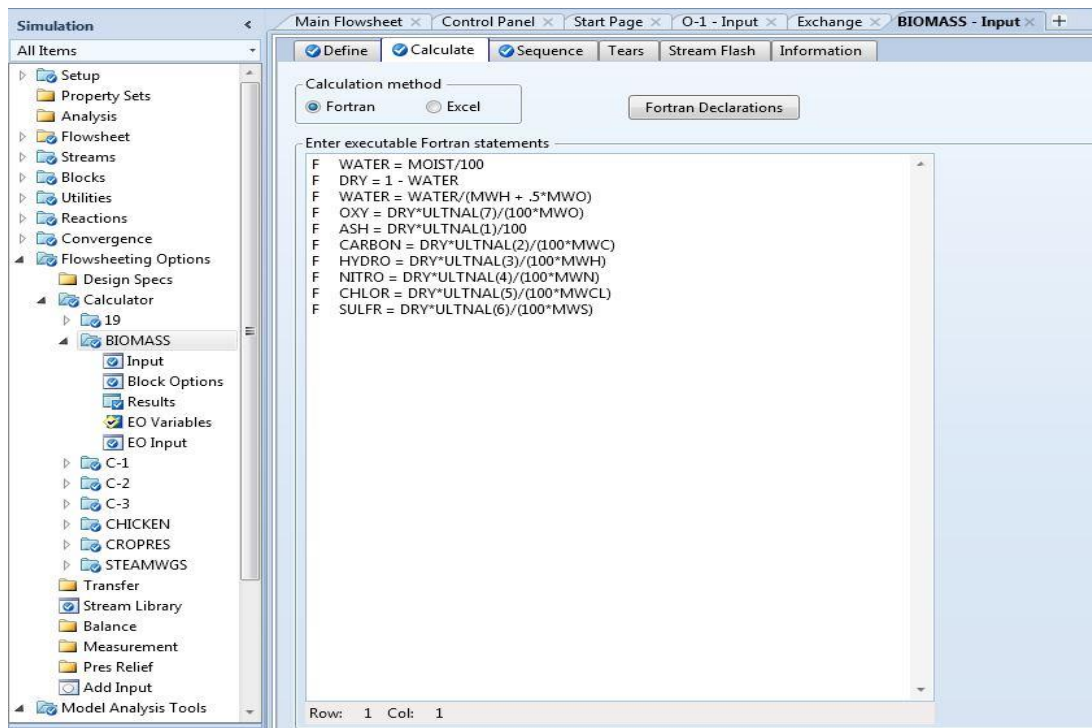 Simulation <
All Items
Setup
Property Sets
Analysis
Flowsheet
Streams
Blocks
Utilities
Reactions
Convergence
Flowsheeting Options
Design Specs
Calculator
19
BIOMASS
Input
Block Options
Results
EO Variables
EO Input
C-1
C-2
C-3
CHICKEN
CROPRES
STEAMWGS
Transfer
Stream Library
Balance
Measurement
Pres Relief
Add Input
Model Analysis Tools
Main Flowsheet × Control Panel × Start Page × O-1 - Input × Exchange × BIOMASS - Input × +
Define Calculate Sequence Tears Stream Flash Information
Calculation method
Fortran Excel Fortran Declarations
Enter executable Fortran statements
F WATER = MOIST/100
F DRY = 1 - WATER
F WATER = WATER/(MWH + .5*MWO)
F OXY = DRY*ULTNAL(7)/(100*MWO)
F ASH = DRY*ULTNAL(1)/100
F CARBON = DRY*ULTNAL(2)/(100*MWC)
F HYDRO = DRY*ULTNAL(3)/(100*MWH)
F NITRO = DRY*ULTNAL(4)/(100*MWN)
F CHLOR = DRY*ULTNAL(5)/(100*MWCL)
F SULFR = DRY*ULTNAL(6)/(100*MWS)
Row: 1 Col: 1